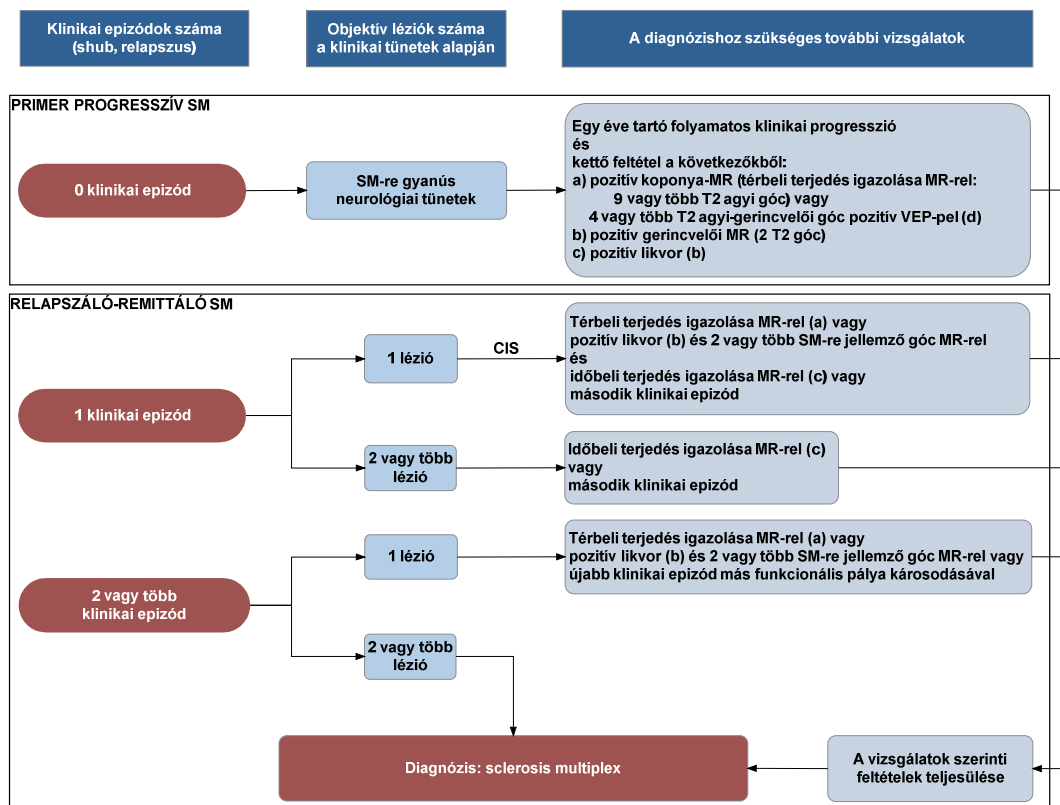 Klinikai epizódok száma
(shub, relapszus)
Objektív léziók száma
a klinikai tünetek alapján
A diagnózishoz szükséges további vizsgálatok
PRIMER PROGRESSZÍV SM
0 klinikai epizód
SM-re gyanús
neurológiai tünetek
Egy éve tartó folyamatos klinikai progresszió
és
kettő feltétel a következőkből:
a) pozitív koponya-MR (térbeli terjedés igazolása MR-rel:
9 vagy több T2 agyi góc) vagy
4 vagy több T2 agyi-gerincvelői góc pozitív VEP-pel (d)
b) pozitív gerincvelői MR (2 T2 góc)
c) pozitív likvor (b)
RELAPSZÁLÓ-REMITTÁLÓ SM
1 klinikai epizód
1 lézió
CIS
Térbeli terjedés igazolása MR-rel (a) vagy
pozitív likvor (b) és 2 vagy több SM-re jellemző góc MR-rel
és
időbeli terjedés igazolása MR-rel (c) vagy
második klinikai epizód
2 vagy több
lézió
Időbeli terjedés igazolása MR-rel (c)
vagy
második klinikai epizód
2 vagy több
klinikai epizód
1 lézió
Térbeli terjedés igazolása MR-rel (a) vagy
pozitív likvor (b) és 2 vagy több SM-re jellemző góc MR-rel vagy
újabb klinikai epizód más funkcionális pálya károsodásával
2 vagy több
lézió
Diagnózis: sclerosis multiplex
A vizsgálatok szerinti
feltételek teljesülése